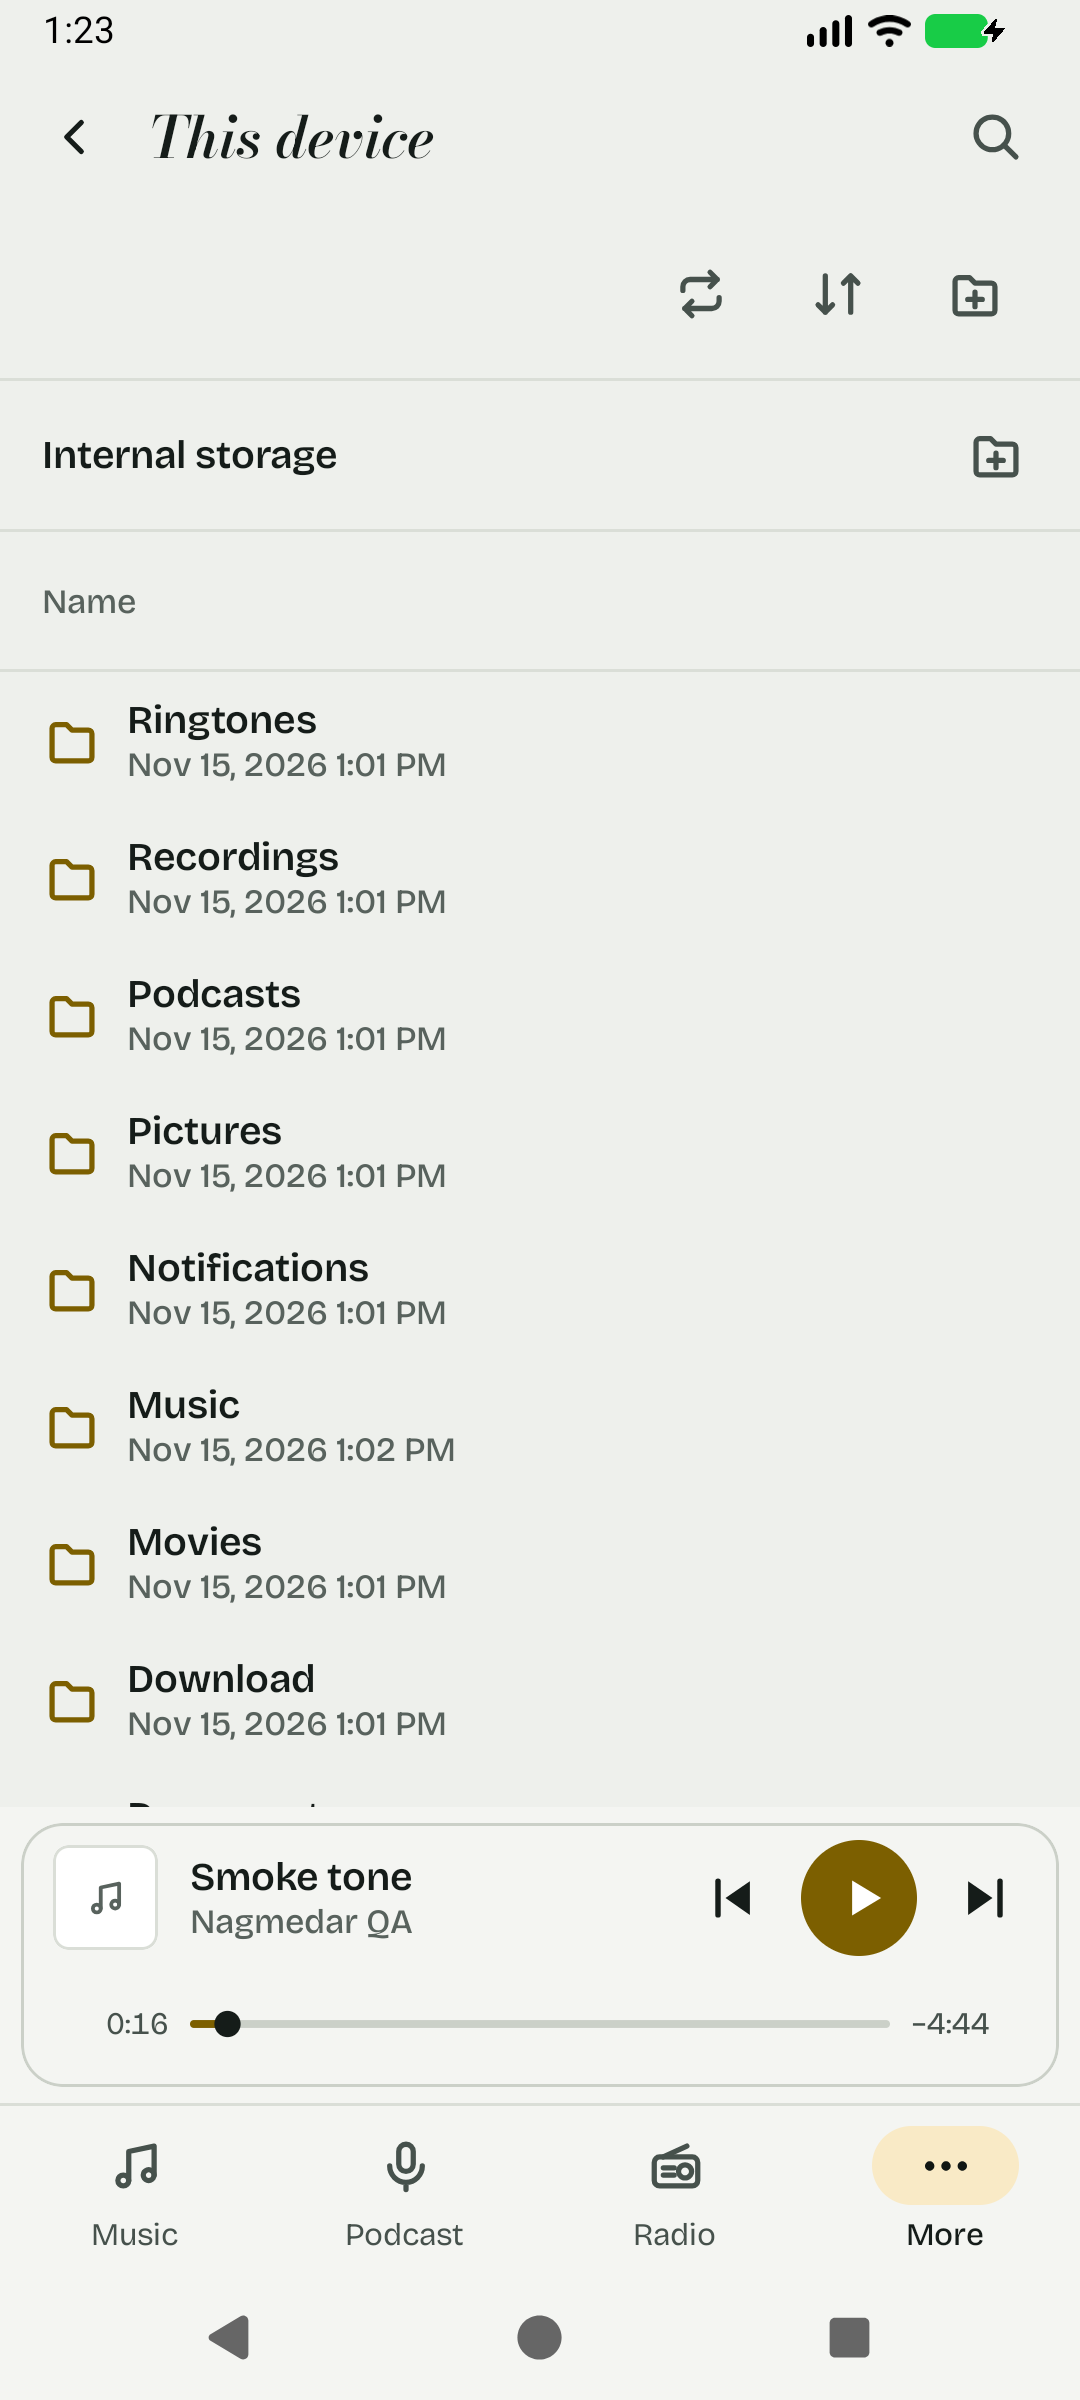 1:23
This device
Internal storage
Name
Ringtones
Nov 15, 2026 1:01 PM
Recordings
Nov 15, 2026 1:01 PM
Podcasts
Nov 15, 2026 1:01 PM
Pictures
Nov 15, 2026 1:01 PM
Notifications
Nov 15, 2026 1:01 PM
Music
Nov 15, 2026 1:02 PM
Movies
Nov 15, 2026 1:01 PM
Download
Nov 15, 2026 1:01 PM
Smoke tone
Nagmedar QA
0:16
−4:44
Music
Podcast
Radio
More